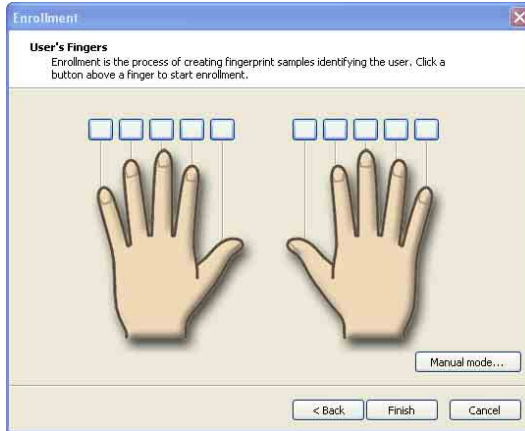 Enrollment
User's Fingers
Enrollment is the process of creating fingerprint samples identifying the user. Click a
button above a finger to start enrollment.
Manual mode...
< Back
Finish
Cancel